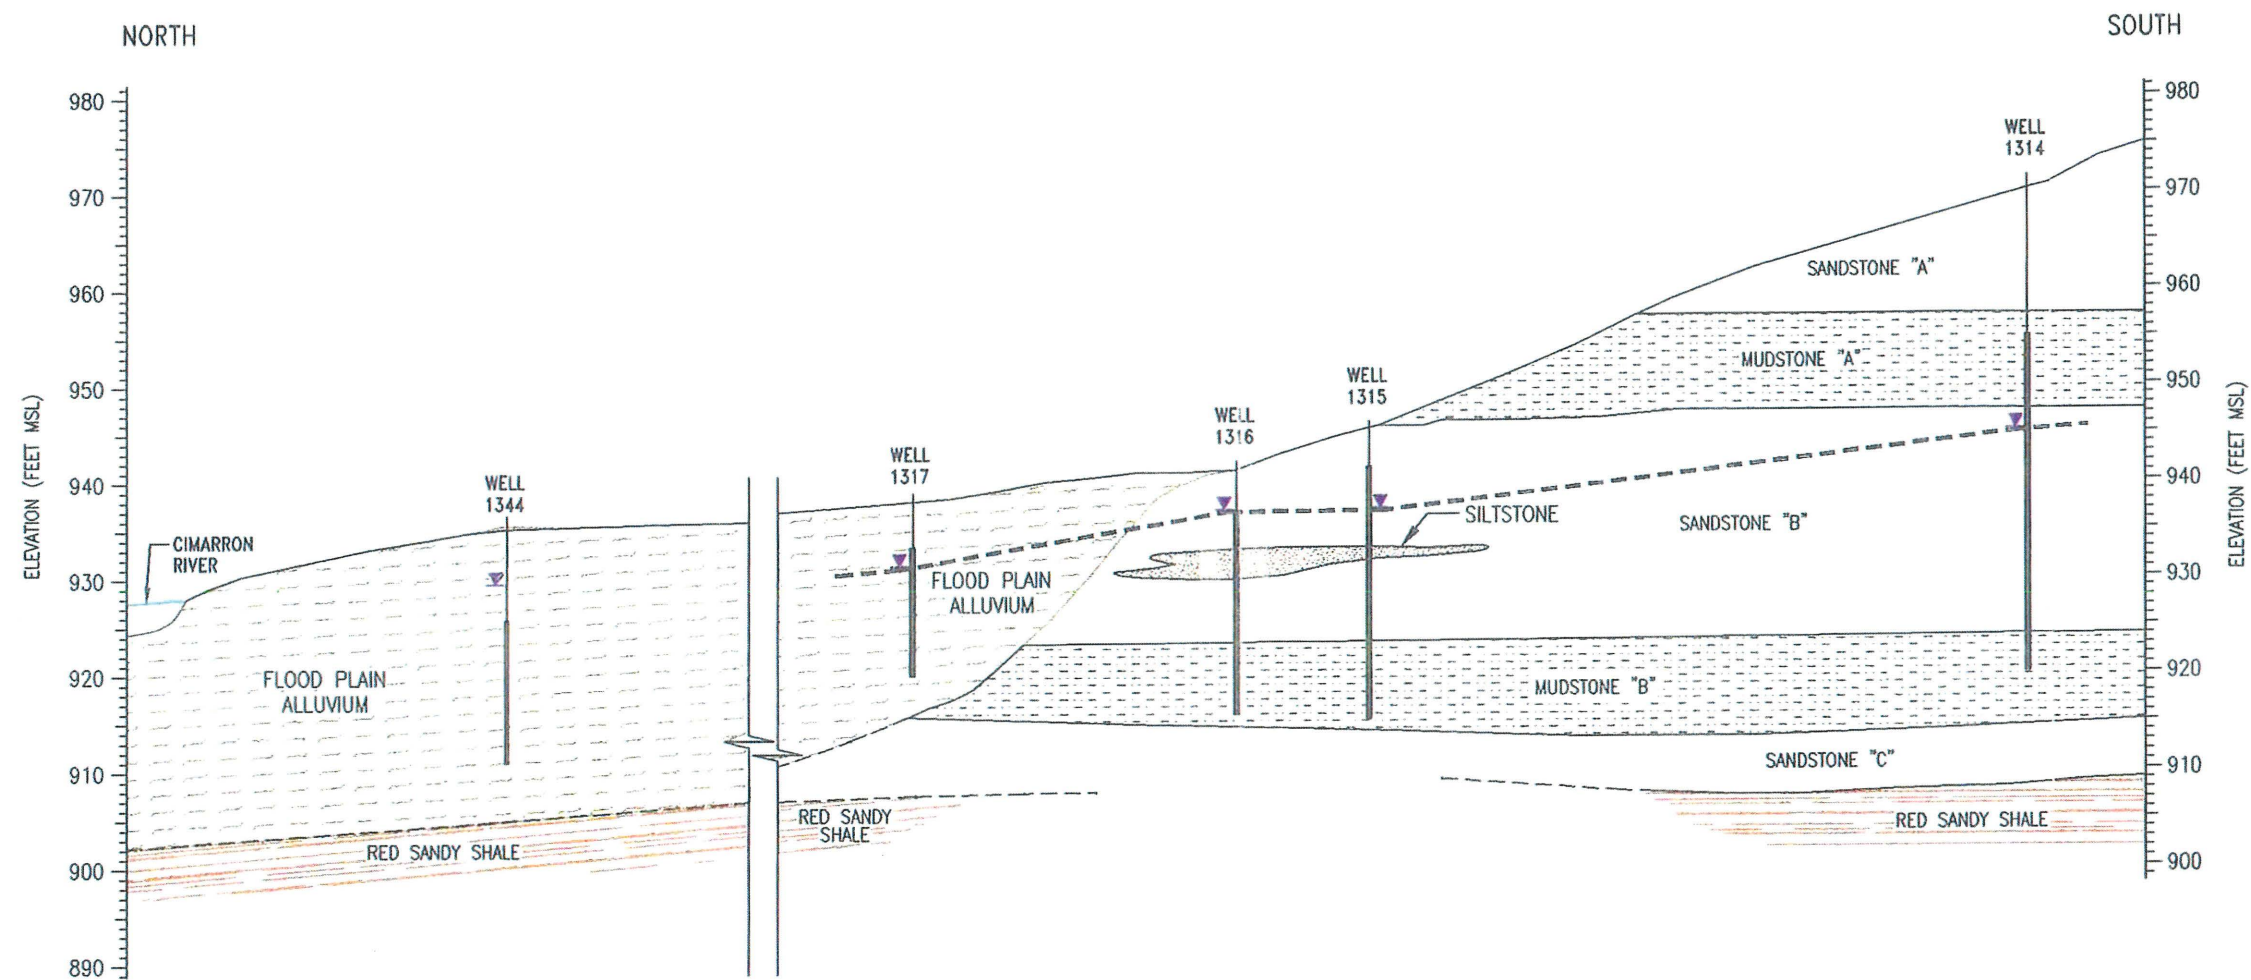 NORTH
SOUTH
980
970
960
950
940
930
920
910
900
890
ELEVATION (FEET MSL)
CIMARRON
RIVER
WELL
1344
FLOOD PLAIN
ALLUVIUM
RED SANDY SHALE
WELL
1317
FLOOD PLAIN
ALLUVIUM
RED SANDY
SHALE
WELL
1316
WELL
1315
SILTSTONE
WELL
1314
SANDSTONE "A"
MUDSTONE "A"
SANDSTONE "B"
MUDSTONE "B"
SANDSTONE "C"
RED SANDY SHALE
980
970
960
950
940
930
920
910
900
ELEVATION (FEET MSL)